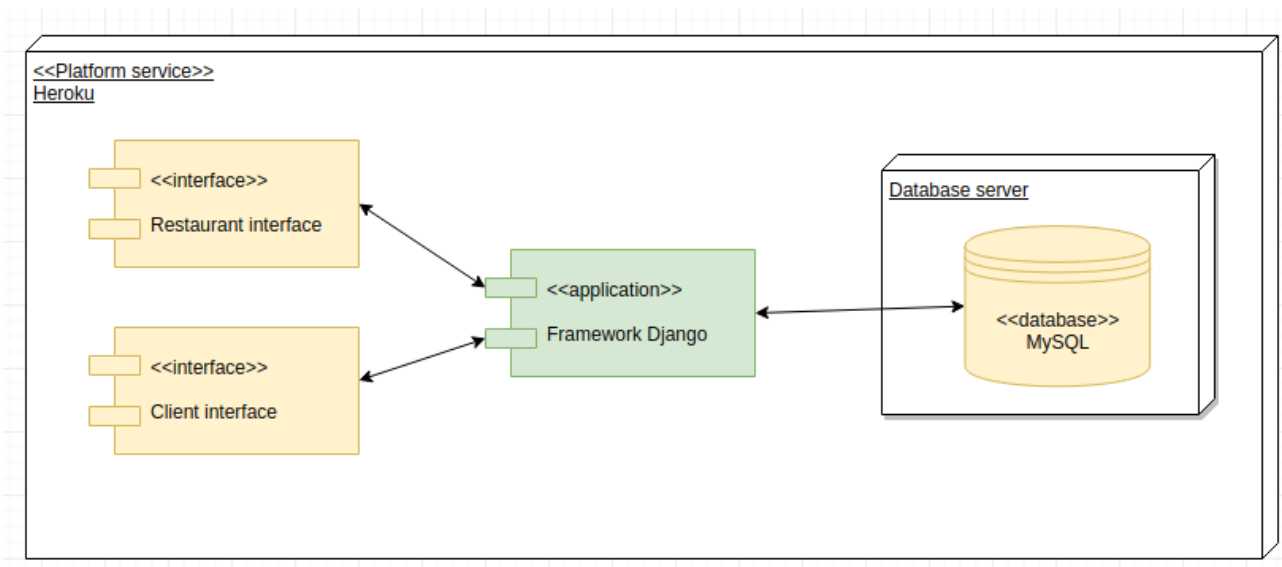 <<Platform service>>
Heroku
<<interface>>
Restaurant interface
<<interface>>
Client interface
<<application>>
Framework Django
Database server
<<database>>
MySQL